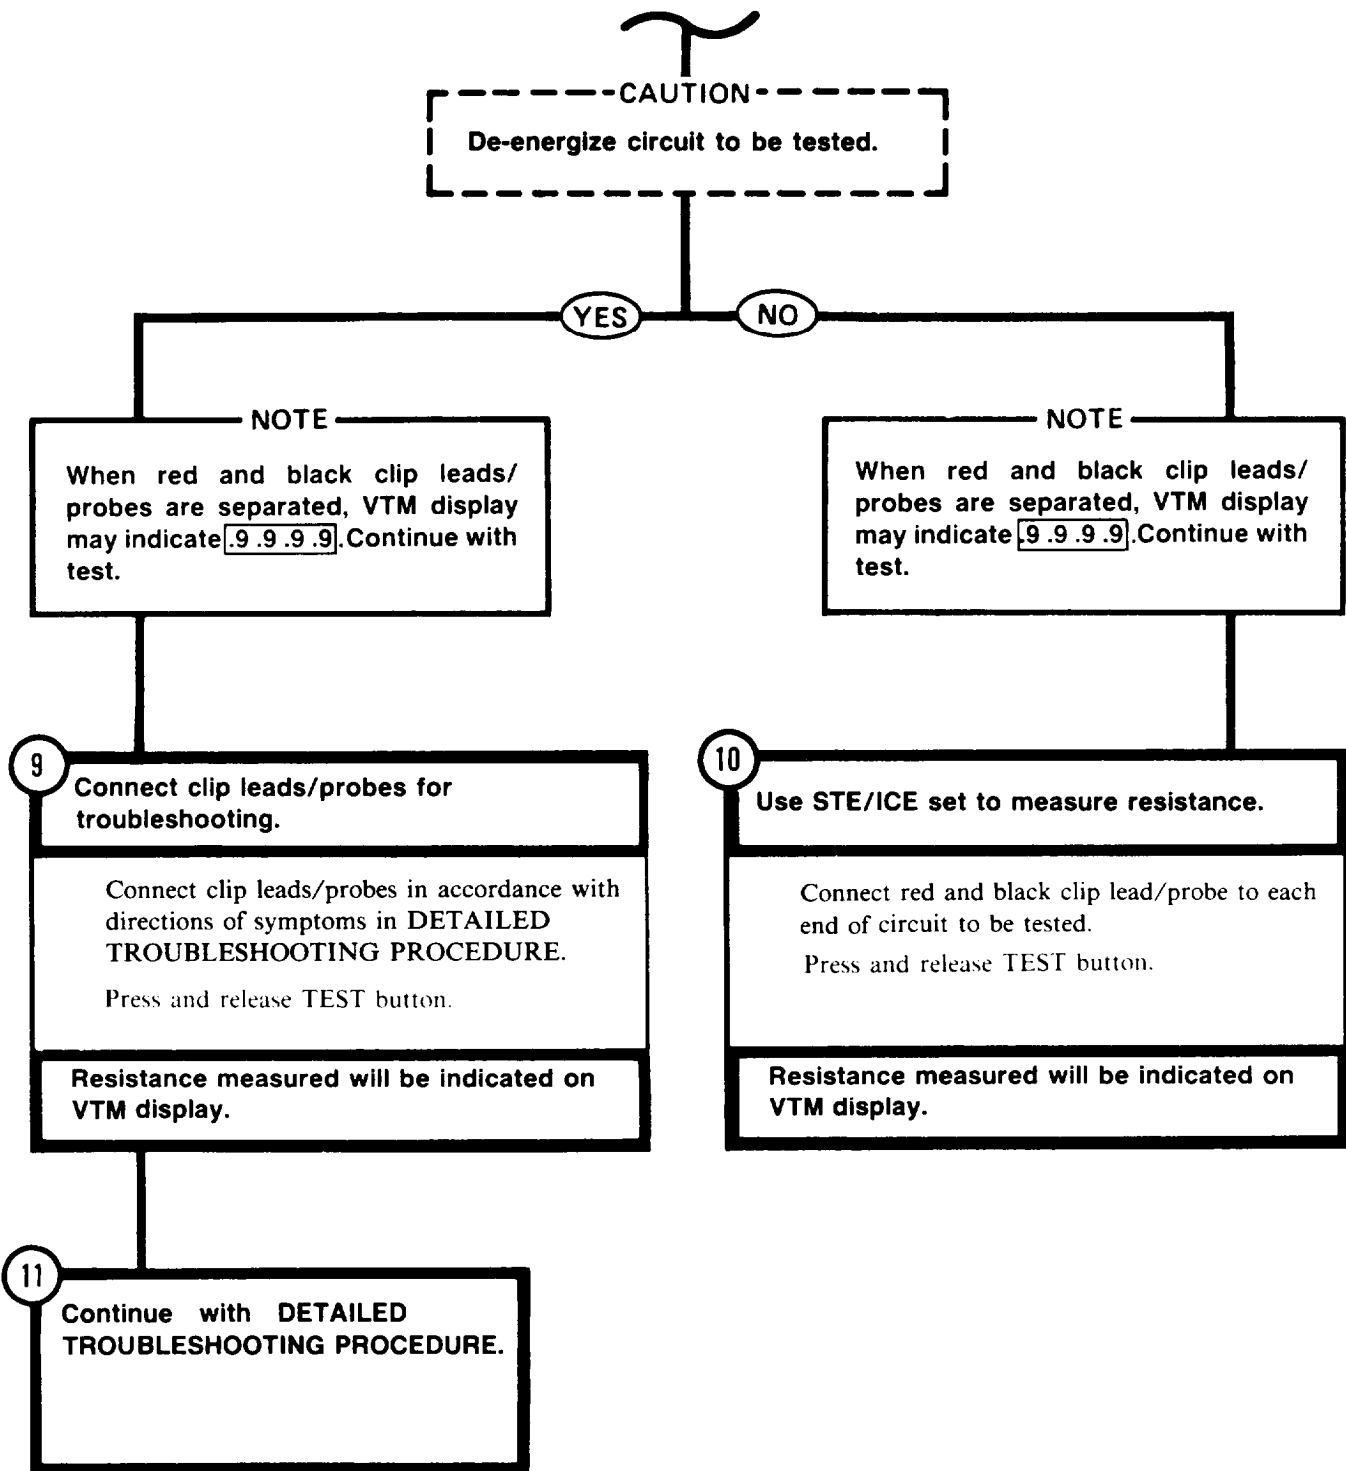 CAUTION
De-energize circuit to be tested.
YES
NO
NOTE
When red and black clip leads/
probes are separated, VTM display
may indicate .9 .9 .9 .9 .Continue with
test.
NOTE
When red and black clip leads/
probes are separated, VTM display
may indicate .9 .9 .9 .9 .Continue with
test.
9
Connect clip leads/probes for
troubleshooting.
Connect clip leads/probes in accordance with
directions of symptoms in DETAILED
TROUBLESHOOTING PROCEDURE.
Press and release TEST button.
Resistance measured will be indicated on
VTM display.
10
Use STE/ICE set to measure resistance.
Connect red and black clip lead/probe to each
end of circuit to be tested.
Press and release TEST button.
Resistance measured will be indicated on
VTM display.
11
Continue with DETAILED
TROUBLESHOOTING PROCEDURE.